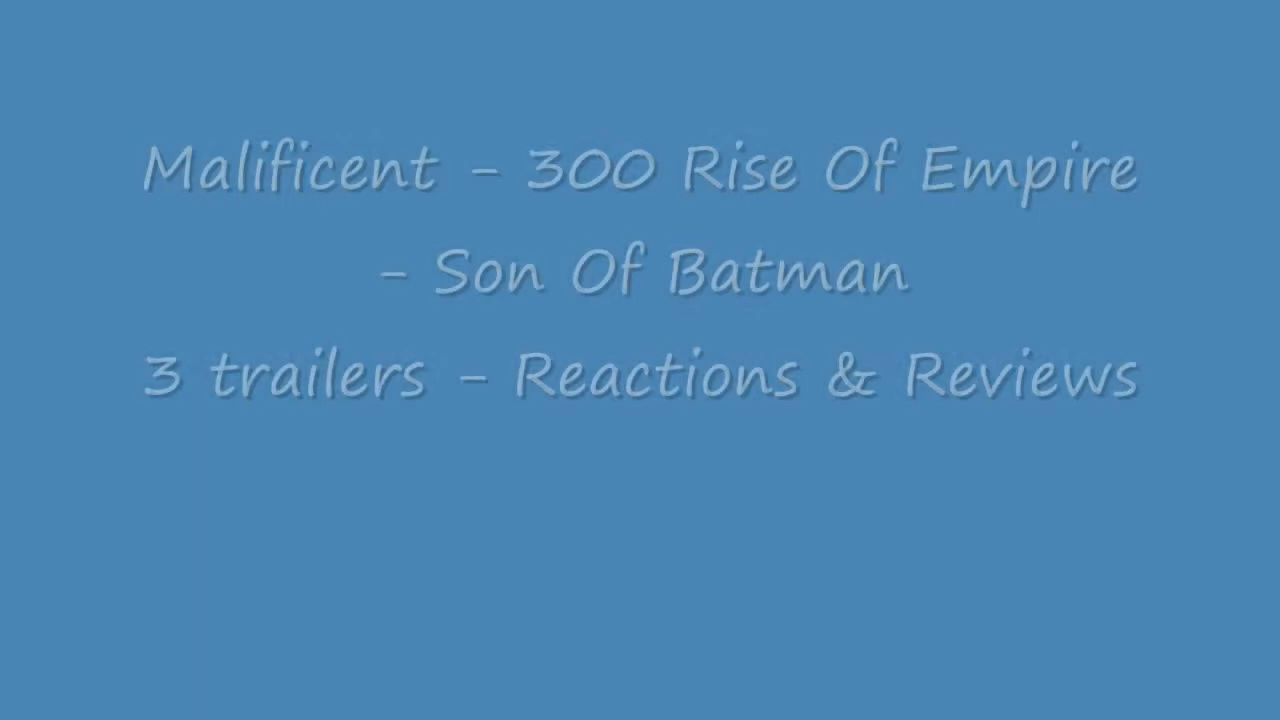 Malificent - 300 Rise Of Empire
- Son Of Batman
3 trailers - Reactions & Reviews